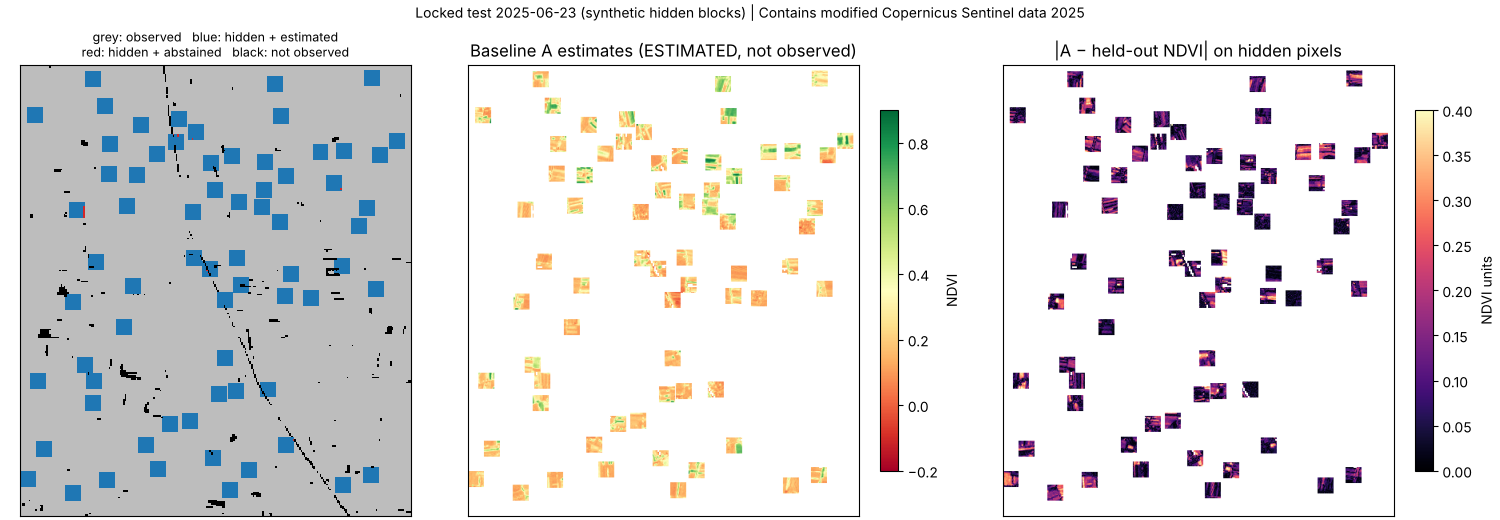 Locked test 2025-06-23 (synthetic hidden blocks) | Contains modified Copernicus Sentinel data 2025
grey: observed   blue: hidden + estimated
red: hidden + abstained   black: not observed
Baseline A estimates (ESTIMATED, not observed)
|A − held-out NDVI| on hidden pixels
0.8
0.6
0.4
0.2
0.0
−0.2
NDVI
0.40
0.35
0.30
0.25
0.20
0.15
0.10
0.05
0.00
NDVI units